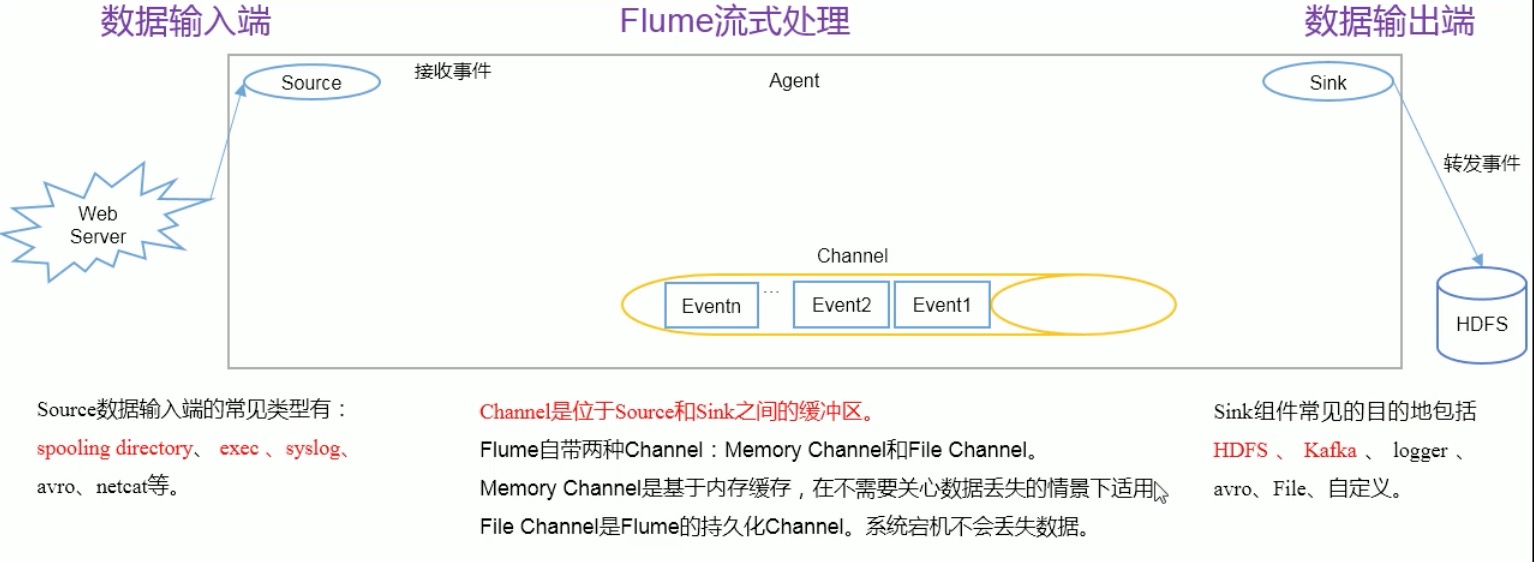 数据输入端
Flume流式处理
数据输出端
Source
接收事件
Agent
Sink
转发事件
Web
Server
Channel
Eventn
...
Event2
Event1
HDFS
Source数据输入端的常见类型有：
spooling directory、 exec 、syslog、
avro、netcat等。
Channel是位于Source和Sink之间的缓冲区。
Flume自带两种Channel：Memory Channel和File Channel。
Memory Channel是基于内存缓存，在不需要关心数据丢失的情景下适用
File Channel是Flume的持久化Channel。系统宕机不会丢失数据。
Sink组件常见的目的地包括
HDFS 、 Kafka 、 logger 、
avro、File、自定义。